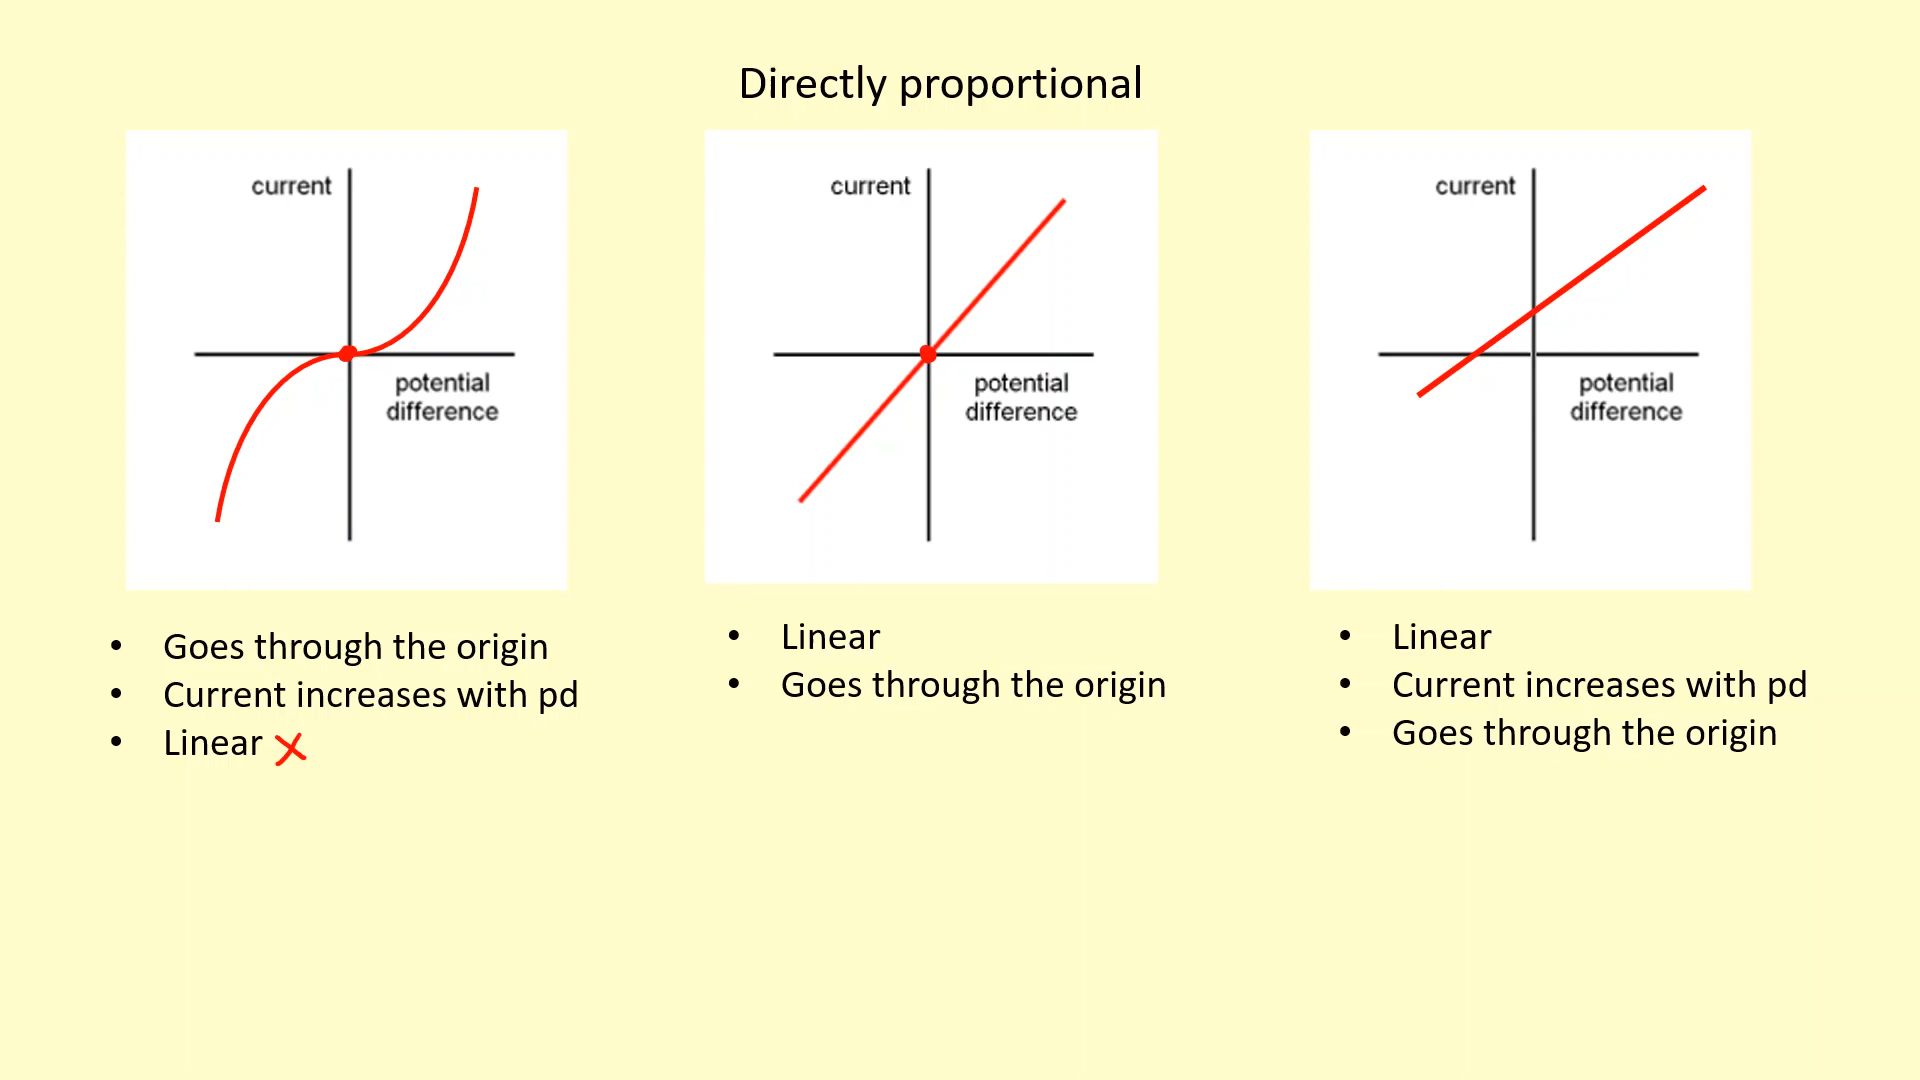 Directly proportional
current
potential
difference
• Goes through the origin
• Current increases with pd
• Linear
current
potential
difference
• Linear
• Goes through the origin
current
potential
difference
• Linear
• Current increases with pd
• Goes through the origin